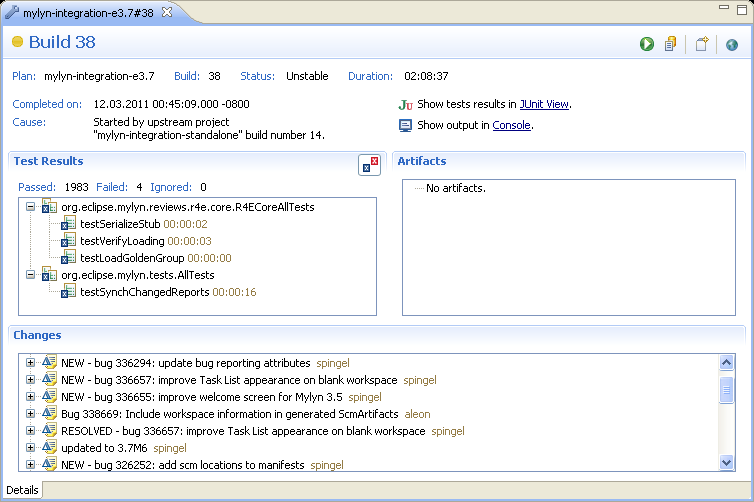 mylyn-integration-e3.7#38
Build 38
Plan: mylyn-integration-e3.7 Build: 38 Status: Unstable Duration: 02:08:37
Completed on: 12.03.2011 00:45:09.000 -0800
Show tests results in JUnit View.
Cause: Started by upstream project
"mylyn-integration-standalone" build number 14.
Show output in Console.
Test Results
Passed: 1983 Failed: 4 Ignored: 0
org.eclipse.mylyn.reviews.r4e.core.R4ECoreAllTests
testSerializeStub 00:00:02
testVerifyLoading 00:00:03
testLoadGoldenGroup 00:00:00
org.eclipse.mylyn.tests.AllTests
testSynchChangedReports 00:00:16
Artifacts
No artifacts.
Changes
NEW - bug 336294: update bug reporting attributes spingel
NEW - bug 336657: improve Task List appearance on blank workspace spingel
NEW - bug 336655: improve welcome screen for Mylyn 3.5 spingel
Bug 338669: Include workspace information in generated ScmArtifacts aleon
RESOLVED - bug 336657: improve Task List appearance on blank workspace spingel
updated to 3.7M6 spingel
NEW - bug 326252: add scm locations to manifests spingel
Details